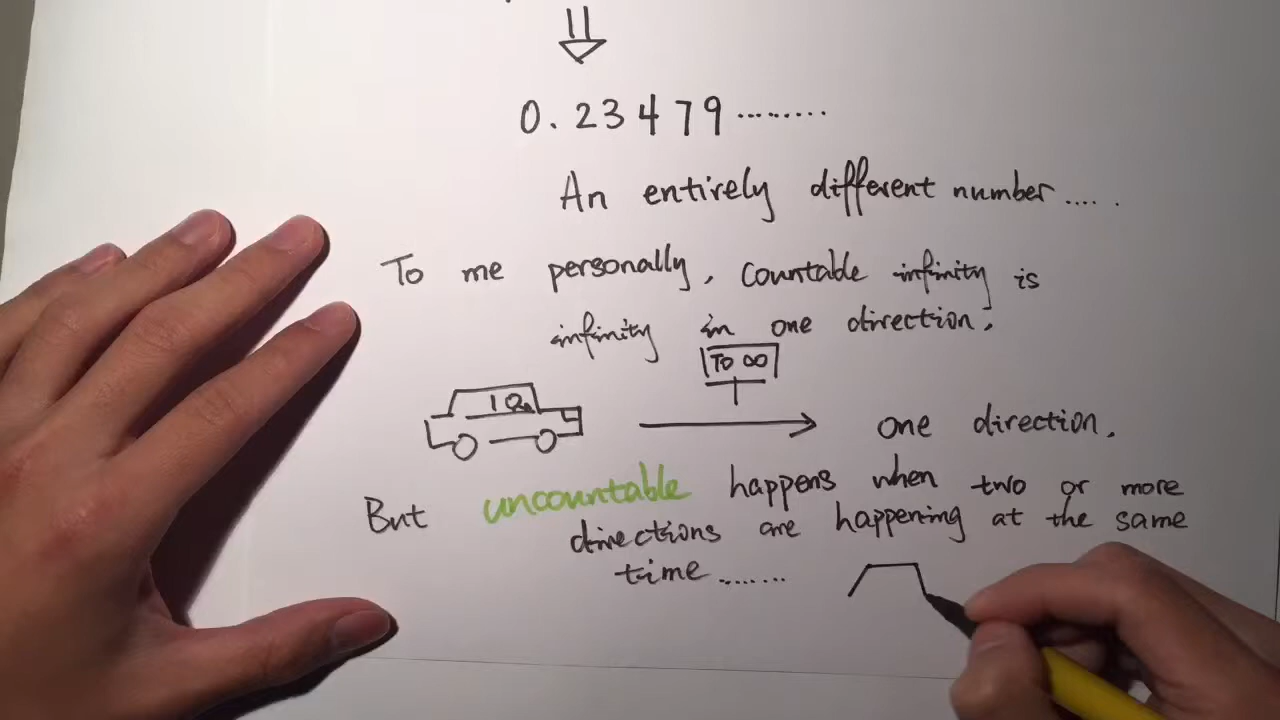 0.23479.........
An entirely different number.....
To me personally, countable infinity is
infinity in one direction.
TO ∞
one direction.
But uncountable happens when two or more
directions are happening at the same
time........